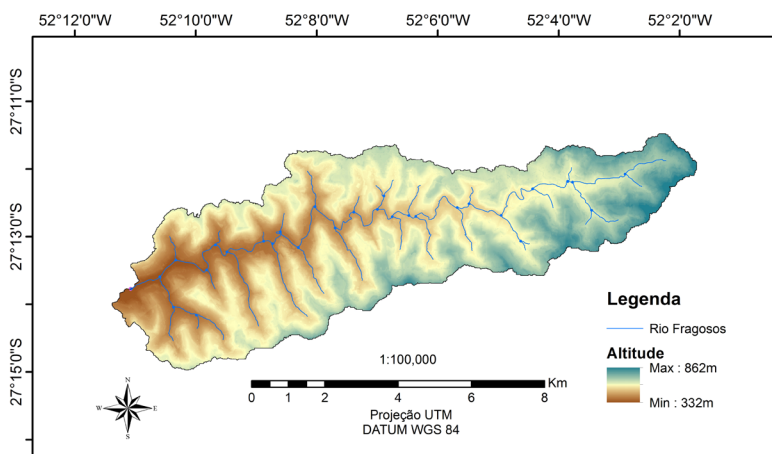 52°12'0"W 52°10'0"W 52°8'0"W 52°6'0"W 52°4'0"W 52°2'0"W
27°11'0"S
27°13'0"S
27°15'0"S
Legenda
Rio Fragosos
Altitude
Max : 862m
Min : 332m
1:100,000
Km
0 1 2 4 6 8
Projeção UTM
DATUM WGS 84
N
W E
S